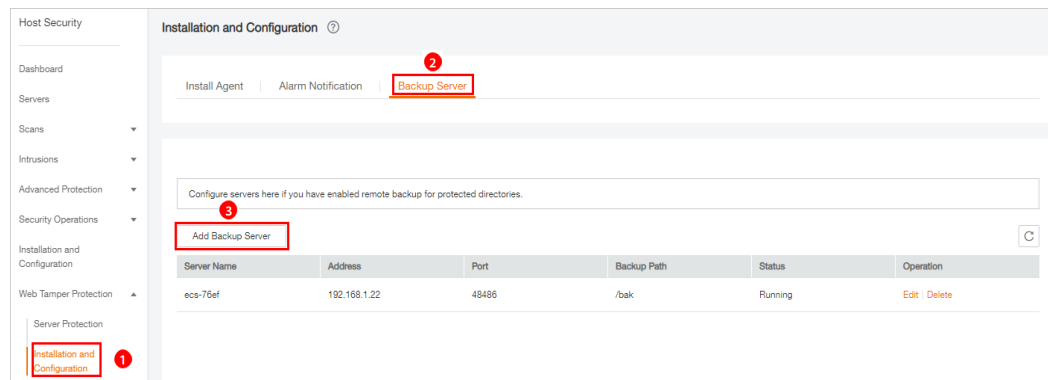 Host Security
Dashboard
Servers
Scans
Intrusions
Advanced Protection
Security Operations
Installation and
Configuration
Web Tamper Protection
Server Protection
Installation and
Configuration
1
Installation and Configuration ?
2
Install Agent Alarm Notification Backup Server
Configure servers here if you have enabled remote backup for protected directories.
3
Add Backup Server
Server Name Address Port Backup Path Status Operation
ecs-76ef 192.168.1.22 48486 /bak Running Edit Delete